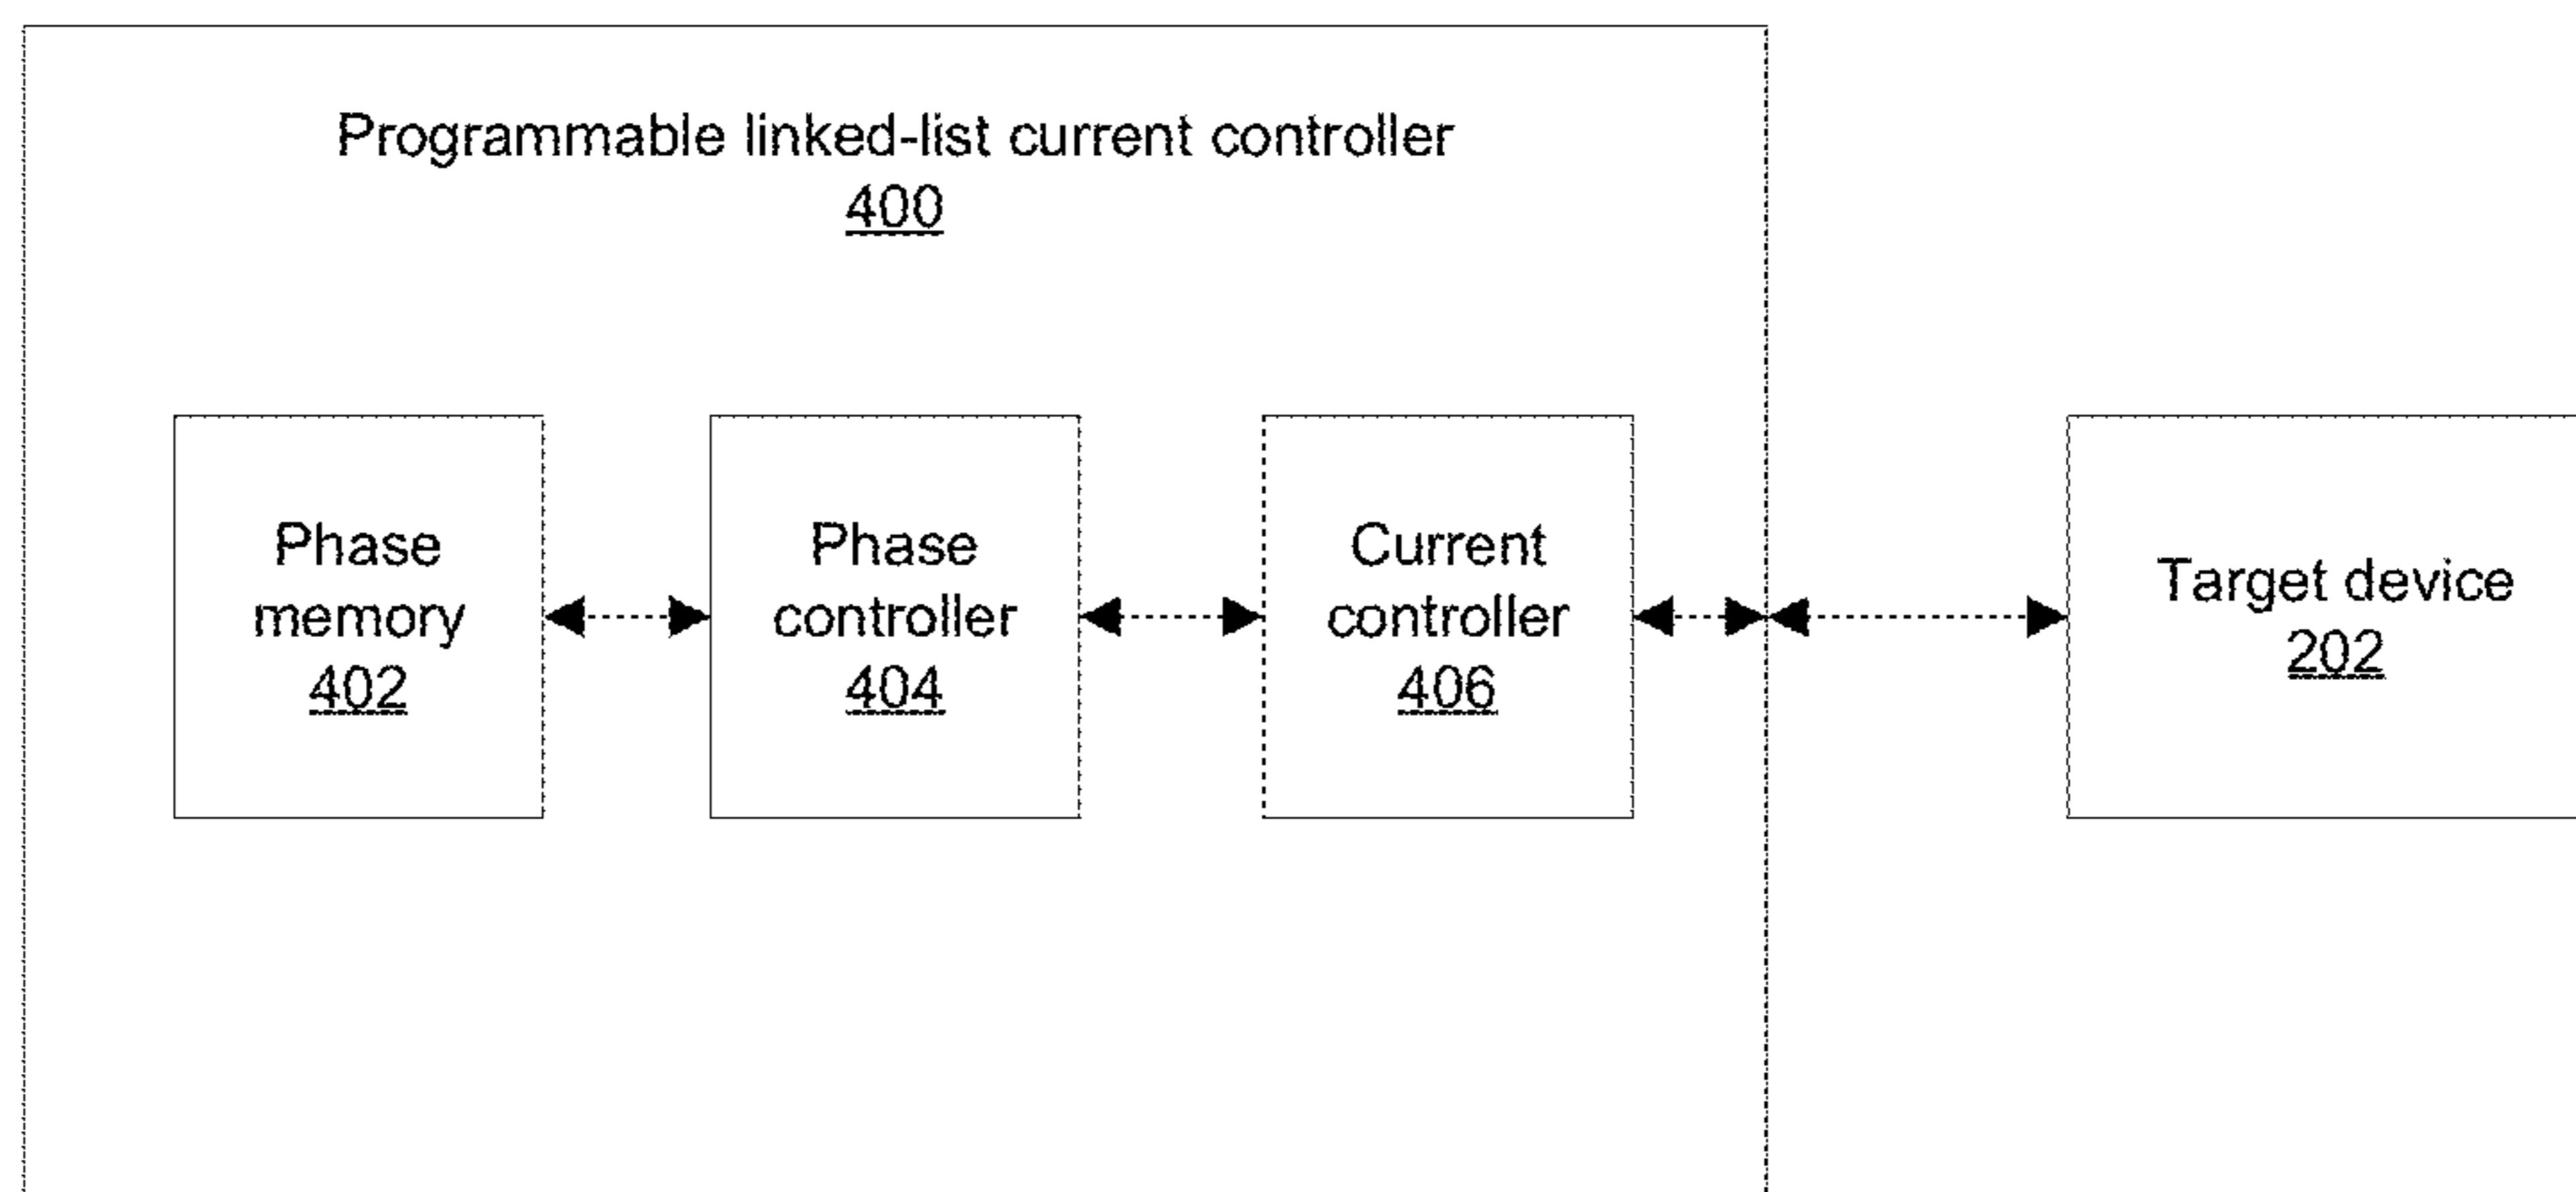 Programmable linked-list current controller
400
Phase
memory
402
Phase
controller
404
Current
controller
406
Target device
202